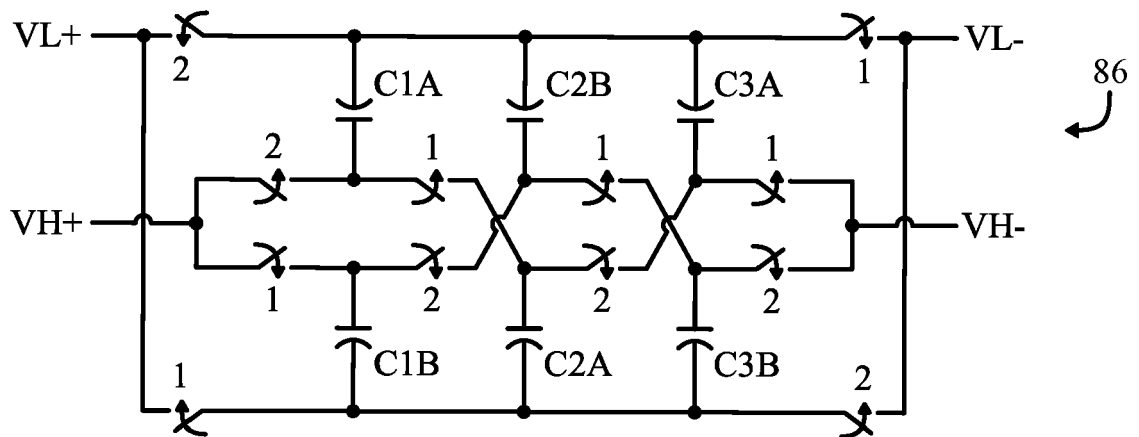 VL+ 2 1 VL-
86
C1A C2B C3A
2 1 1 1
VH+ VH-
1 2 2 2
C1B C2A C3B
1 2